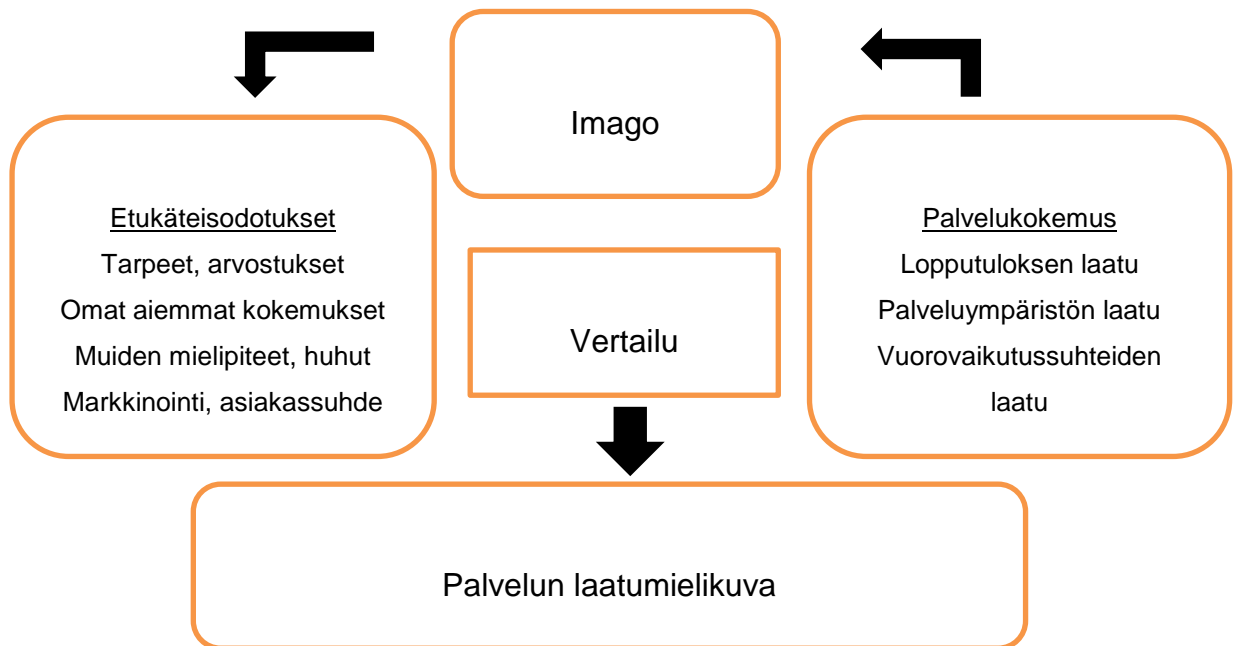 Imago
Etukäteisodotukset
Tarpeet, arvostukset
Omat aiemmat kokemukset
Muiden mielipiteet, huhut
Markkinointi, asiakassuhde
Vertailu
Palvelukokemus
Lopputuloksen laatu
Palveluympäristön laatu
Vuorovaikutussuhteiden
laatu
Palvelun laatumielikuva